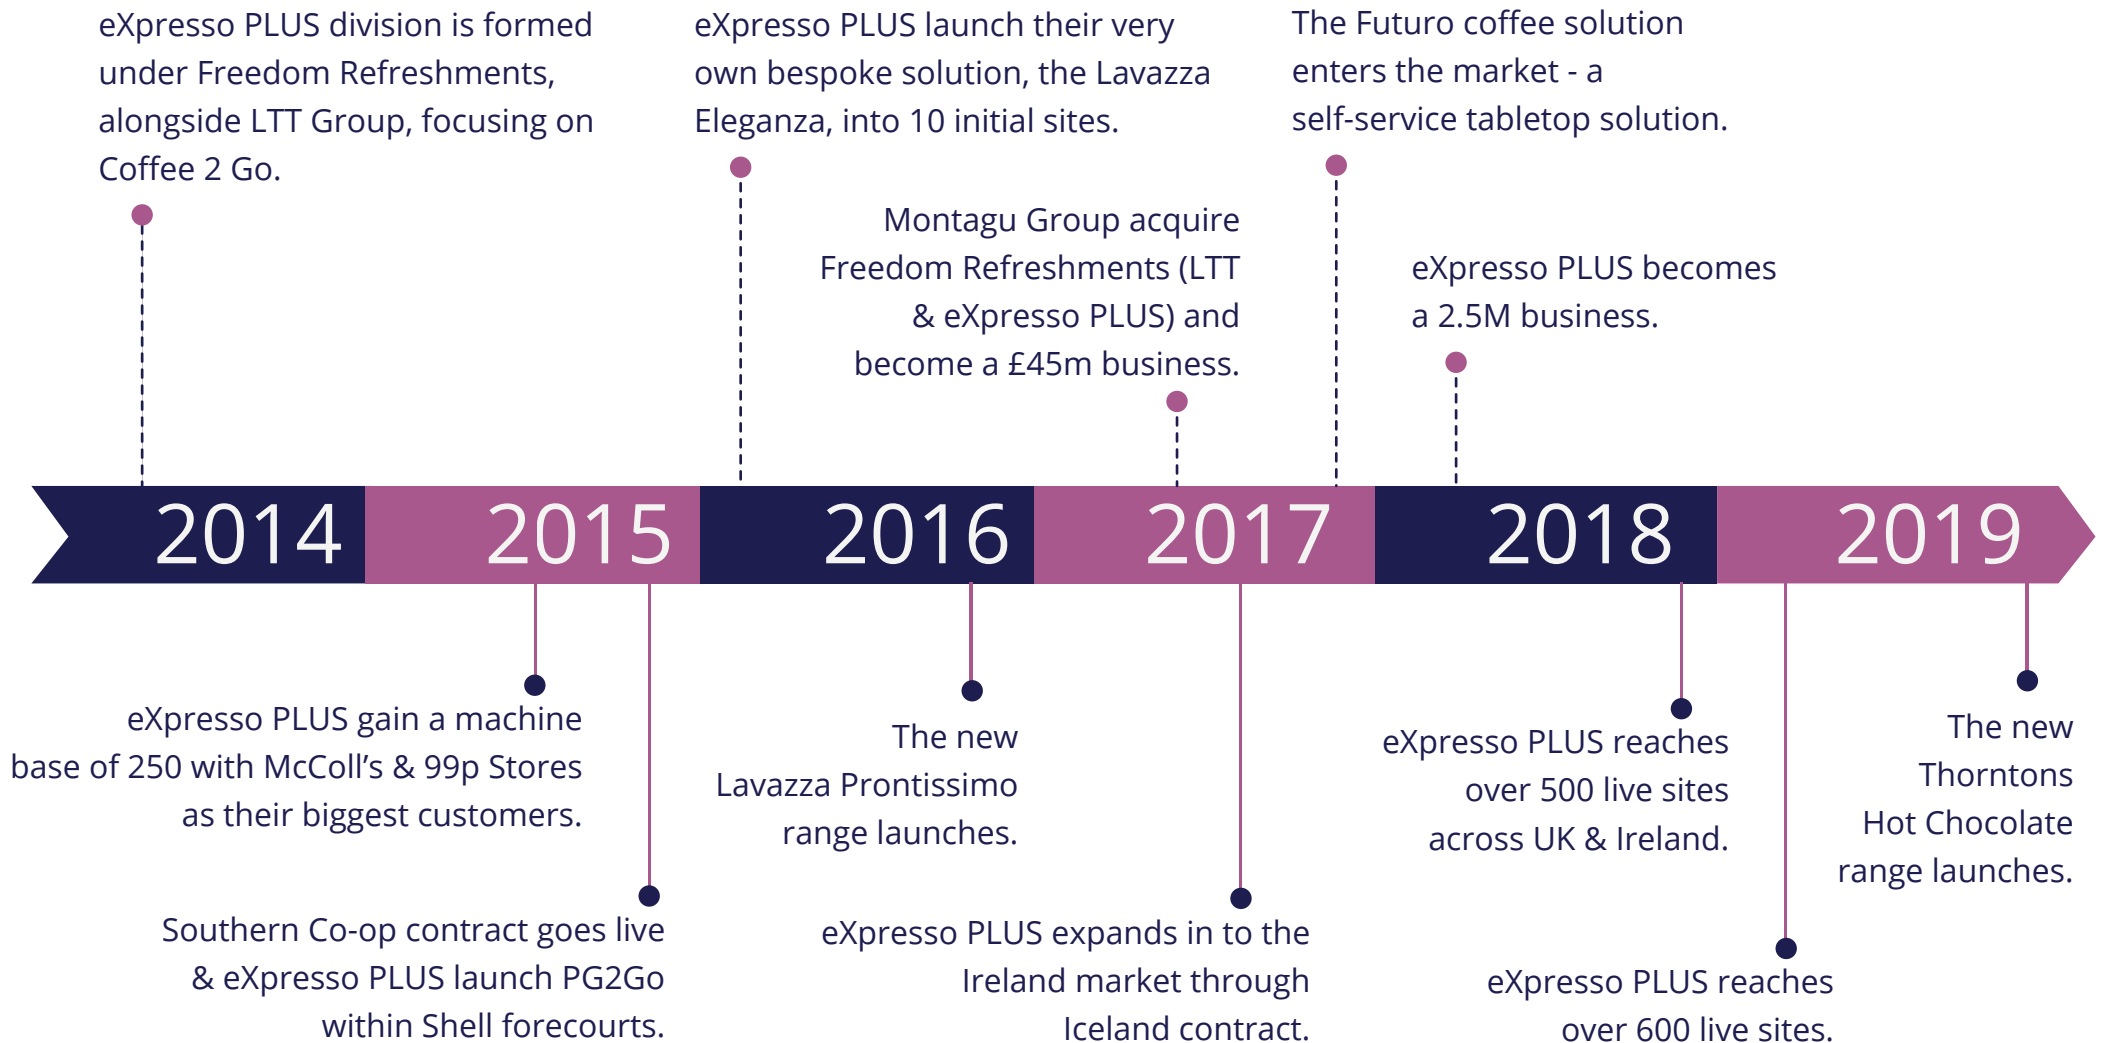 eXpresso PLUS division is formed
under Freedom Refreshments,
alongside LTT Group, focusing on
Coffee 2 Go.
eXpresso PLUS launch their very
own bespoke solution, the Lavazza
Eleganza, into 10 initial sites.
The Futuro coffee solution
enters the market - a
self-service tabletop solution.
Montagu Group acquire
Freedom Refreshments (LTT
& eXpresso PLUS) and
become a £45m business.
eXpresso PLUS becomes
a 2.5M business.
2014
2015
2016
2017
2018
2019
eXpresso PLUS gain a machine
base of 250 with McColl’s & 99p Stores
as their biggest customers.
Southern Co-op contract goes live
& eXpresso PLUS launch PG2Go
within Shell forecourts.
The new
Lavazza Prontissimo
range launches.
eXpresso PLUS expands in to the
Ireland market through
Iceland contract.
eXpresso PLUS reaches
over 500 live sites
across UK & Ireland.
eXpresso PLUS reaches
over 600 live sites.
The new
Thorntons
Hot Chocolate
range launches.